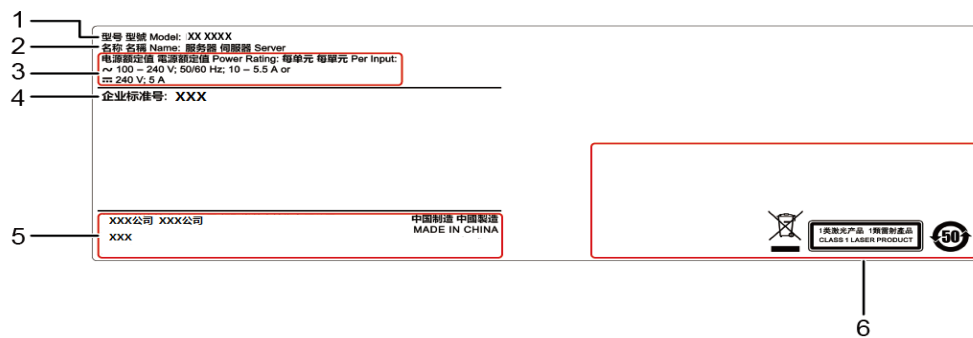 1
型号 型號 Model: XX XXXX
2
名称 名稱 Name: 服务器 伺服器 Server
电源额定值 電源額定值 Power Rating: 每单元 每單元 Per Input:
3
～ 100 – 240 V; 50/60 Hz; 10 – 5.5 A or
⎓ 240 V; 5 A
4
企业标准号: XXX
XXX公司 XXX公司
中国制造 中國製造
MADE IN CHINA
5
XXX
1类激光产品 1類雷射產品
CLASS 1 LASER PRODUCT
50
6